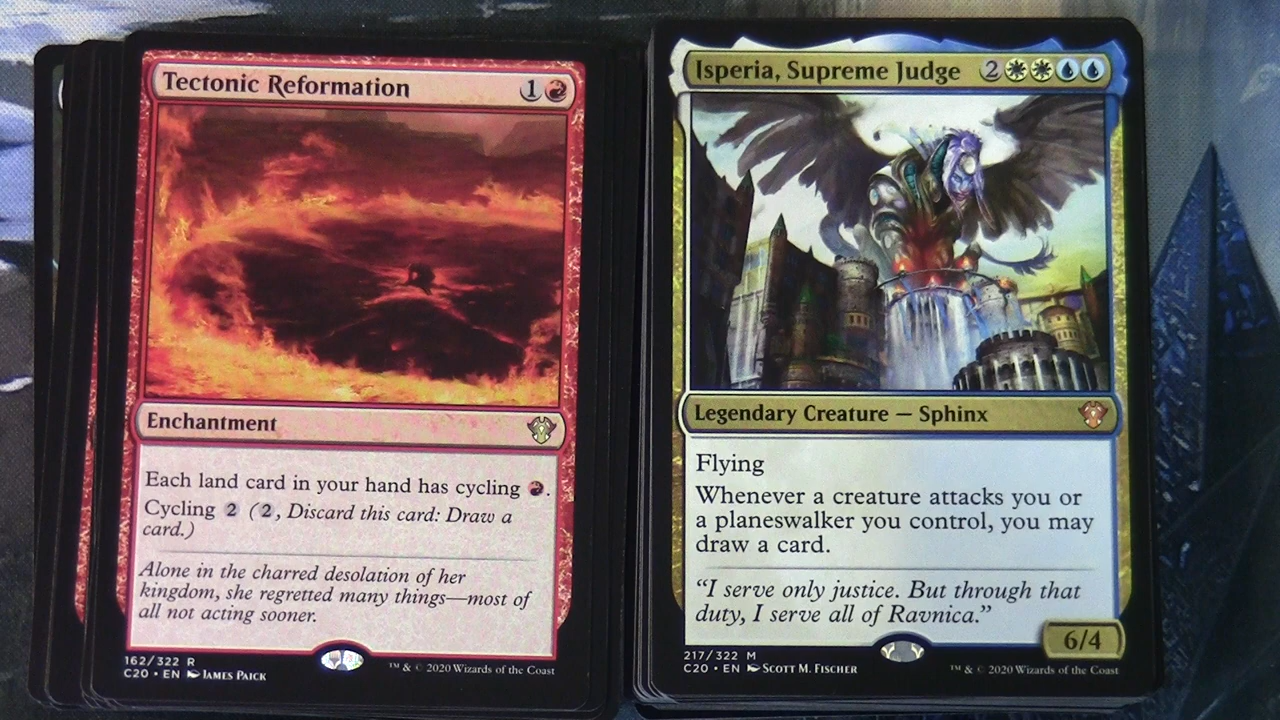 Tectonic Reformation 1
Enchantment
Each land card in your hand has cycling .
Cycling 2 (2, Discard this card: Draw a
card.)
Alone in the charred desolation of her
kingdom, she regretted many things—most of
all not acting sooner.
162/322 R
C20 • EN JAMES PAICK
™ & © 2020 Wizards of the Coast
Isperia, Supreme Judge 2
Legendary Creature — Sphinx
Flying
Whenever a creature attacks you or
a planeswalker you control, you may
draw a card.
“I serve only justice. But through that
duty, I serve all of Ravnica.”
6/4
217/322 M
C20 • EN SCOTT M. FISCHER
™ & © 2020 Wizards of the Coast